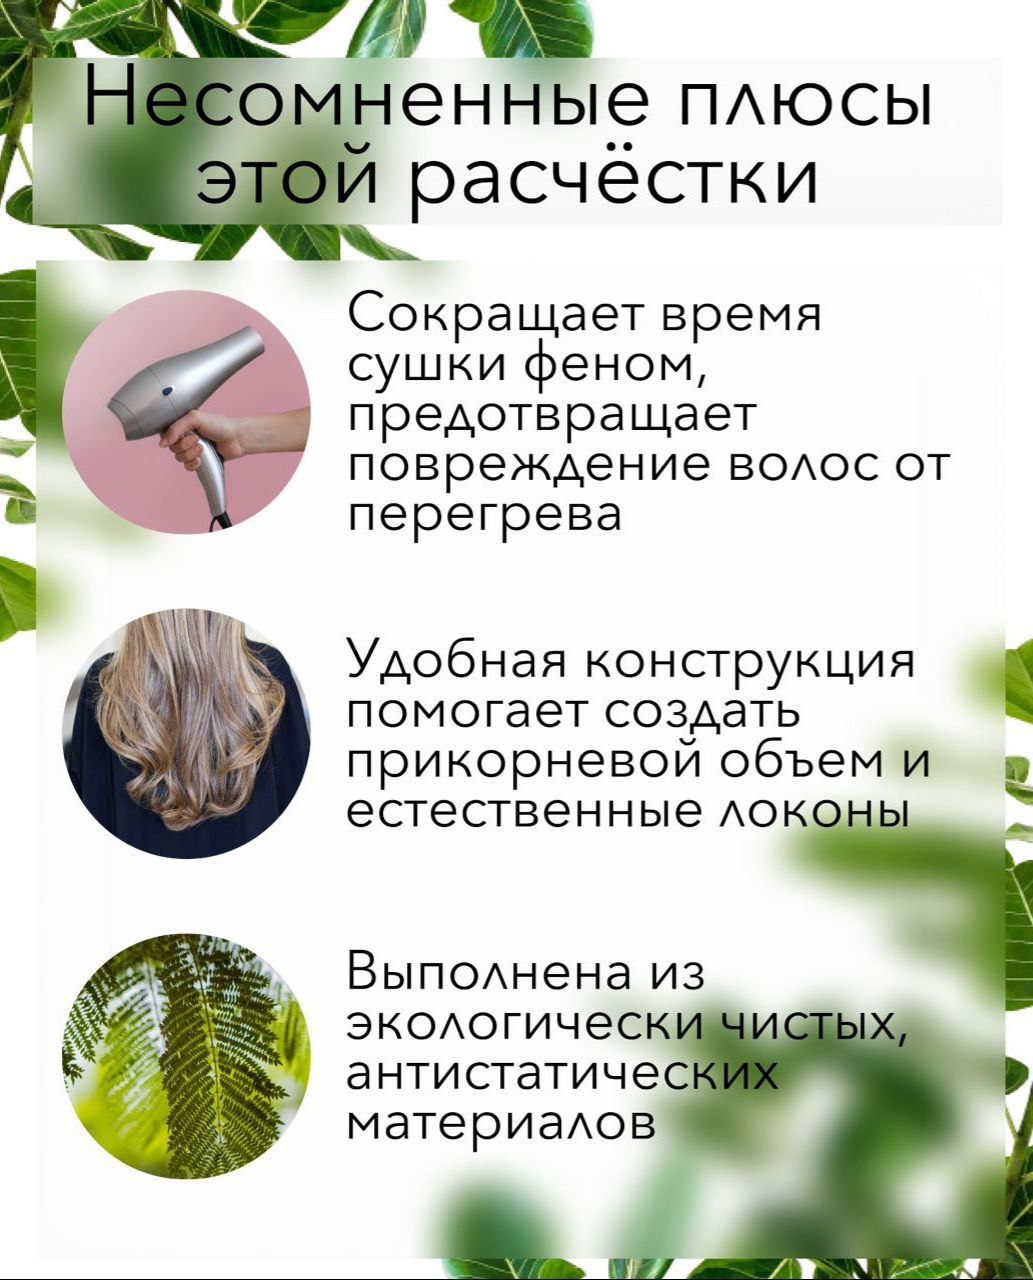 Несомненные плюсы
этой расчёстки
Сокращает время
сушки феном,
предотвращает
повреждение волос от
перегрева
Удобная конструкция
помогает создать
прикорневой объем и
естественные локоны
Выполнена из
экологически чистых,
антистатических
материалов